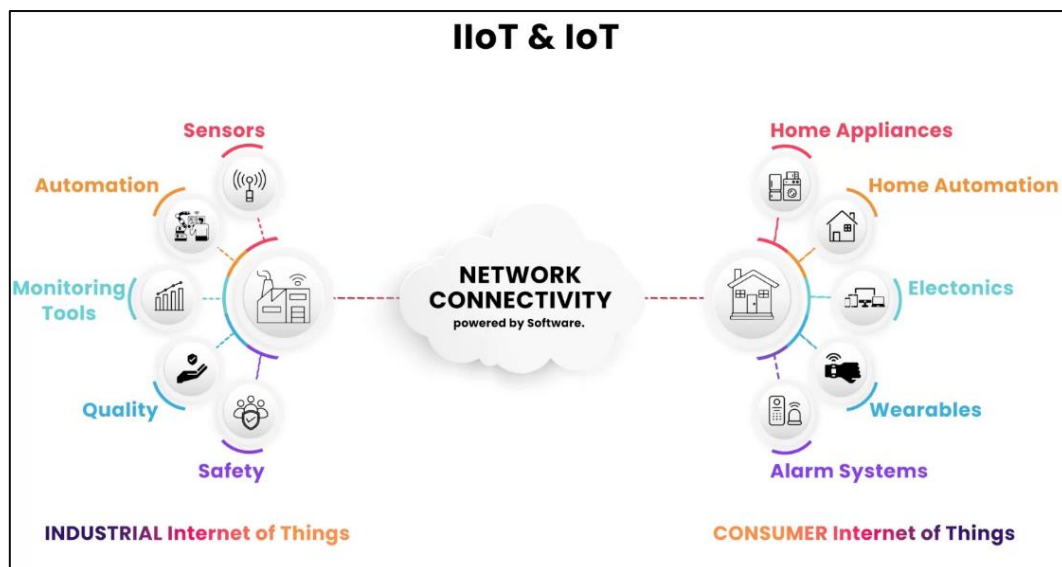 IIoT & IoT
Sensors
Automation
Monitoring
Tools
Quality
Safety
NETWORK
CONNECTIVITY
powered by Software.
Home Appliances
Home Automation
Electonics
Wearables
Alarm Systems
INDUSTRIAL Internet of Things
CONSUMER Internet of Things